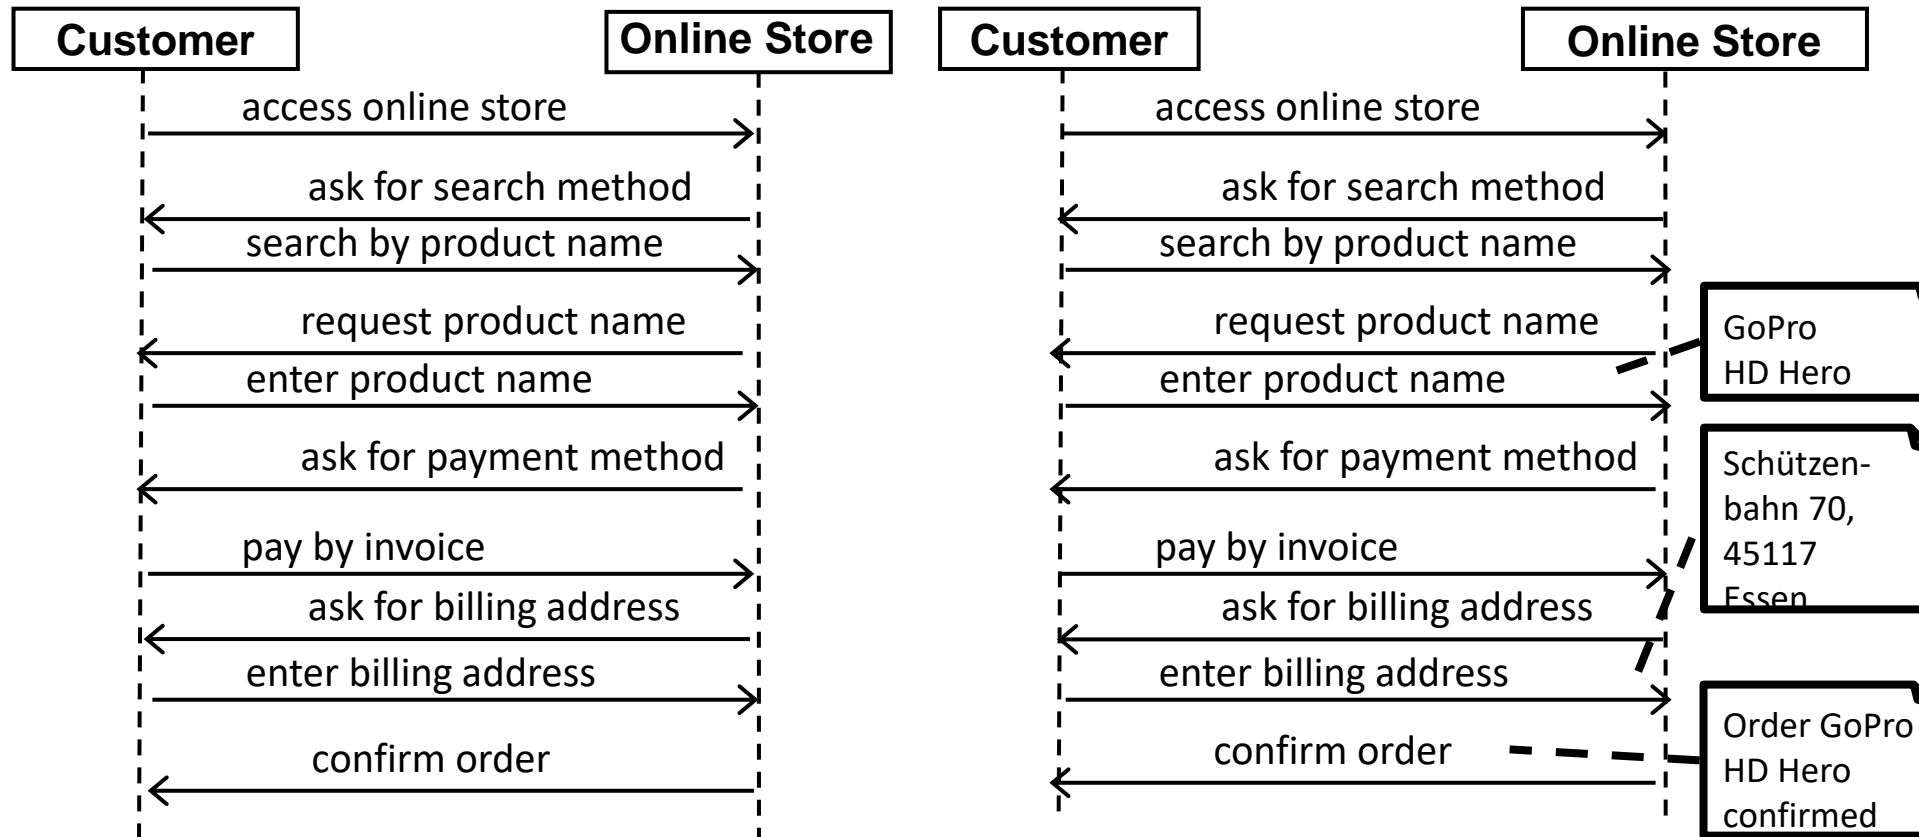 Customer
Online Store
access online store
ask for search method
search by product name
request product name
enter product name
ask for payment method
pay by invoice
ask for billing address
enter billing address
confirm order
Customer
Online Store
access online store
ask for search method
search by product name
request product name
enter product name
ask for payment method
pay by invoice
ask for billing address
enter billing address
confirm order
GoPro
HD Hero
Schützen-
bahn 70,
45117
Essen
Order GoPro
HD Hero
confirmed